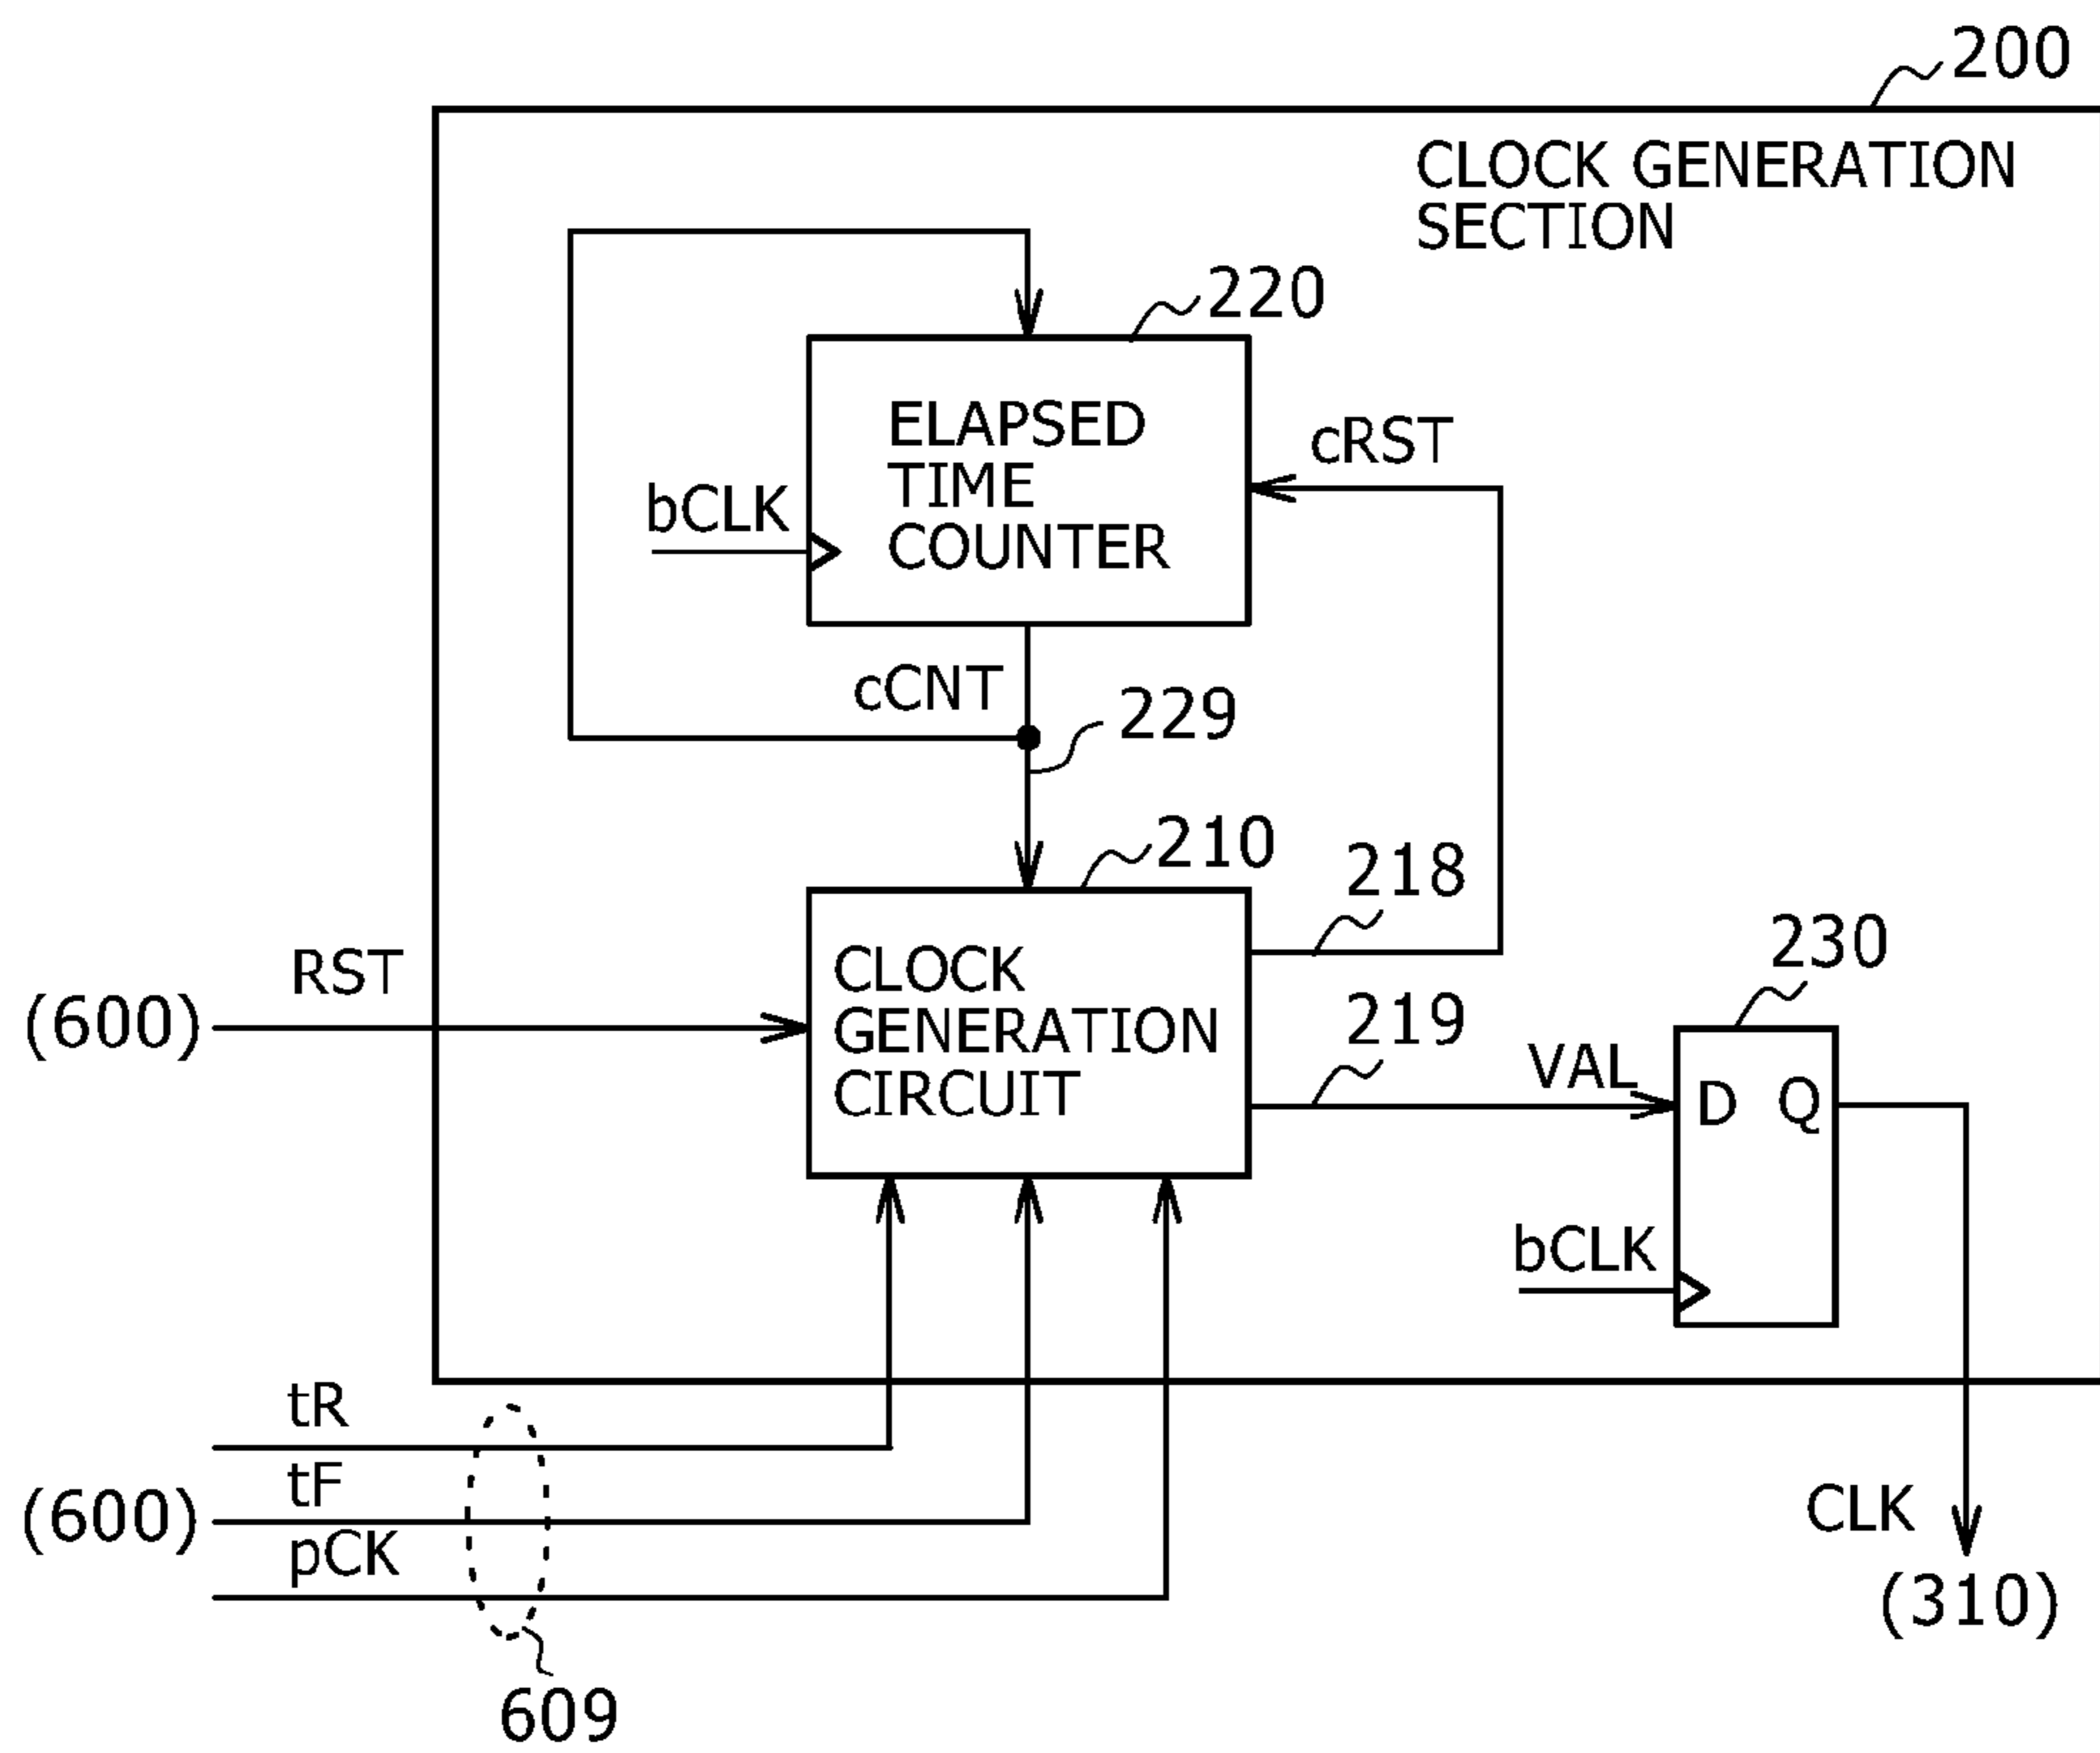 200
CLOCK GENERATION
SECTION
220
ELAPSED
TIME
COUNTER
cRST
bCLK
cCNT
229
210
218
230
RST
CLOCK
GENERATION
CIRCUIT
(600)
219
VAL
D Q
bCLK
tR
tF
(600)
pCK
CLK
(310)
609